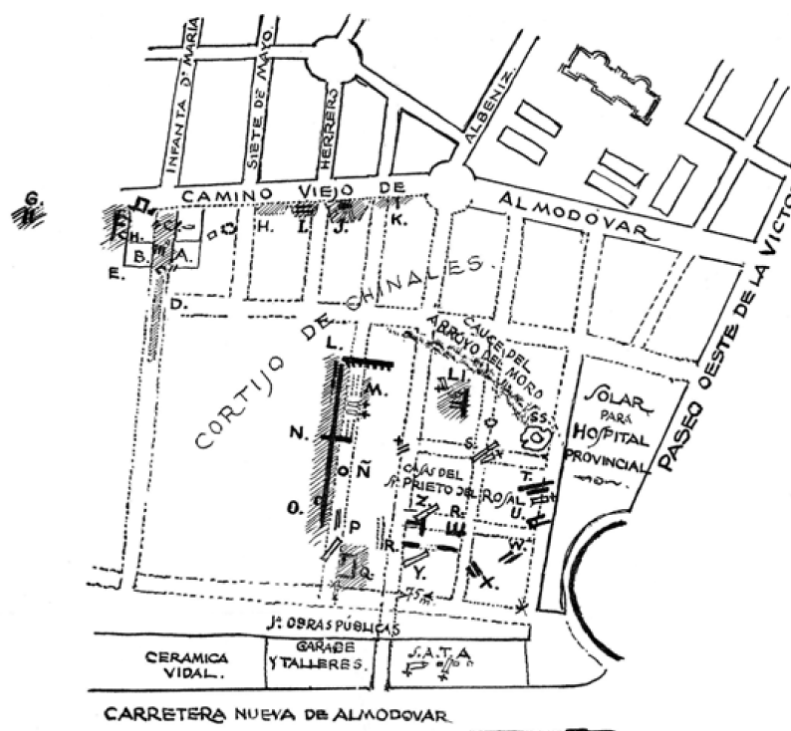 INFANTA Dª MARIA
SIETE DE MAYO.
HERRERO
ALBENIZ.
CAMINO VIEJO DE
ALMODOVAR
PASEO OESTE DE LA VICTOR
G.
H.
C.
H.
I.
J.
K.
B.
A.
E.
D.
CORTIJO DE CHINALES.
CAUCE DEL
ARROYO DEL MORO
L.
M.
Ll
SOLAR
PARA
HOSPITAL
PROVINCIAL
SS.
S.
N.
Ñ
CASAS DEL
Sr. PRIETO DEL ROSAL
T.
U.
O.
P
Z
R.
R.
W.
Q.
Y.
X.
75 m.
Jª. OBRAS PUBLICAS
CERAMICA
VIDAL.
GARAGE
Y TALLERES.
S.A.T.A.
CARRETERA NUEVA DE ALMODOVAR